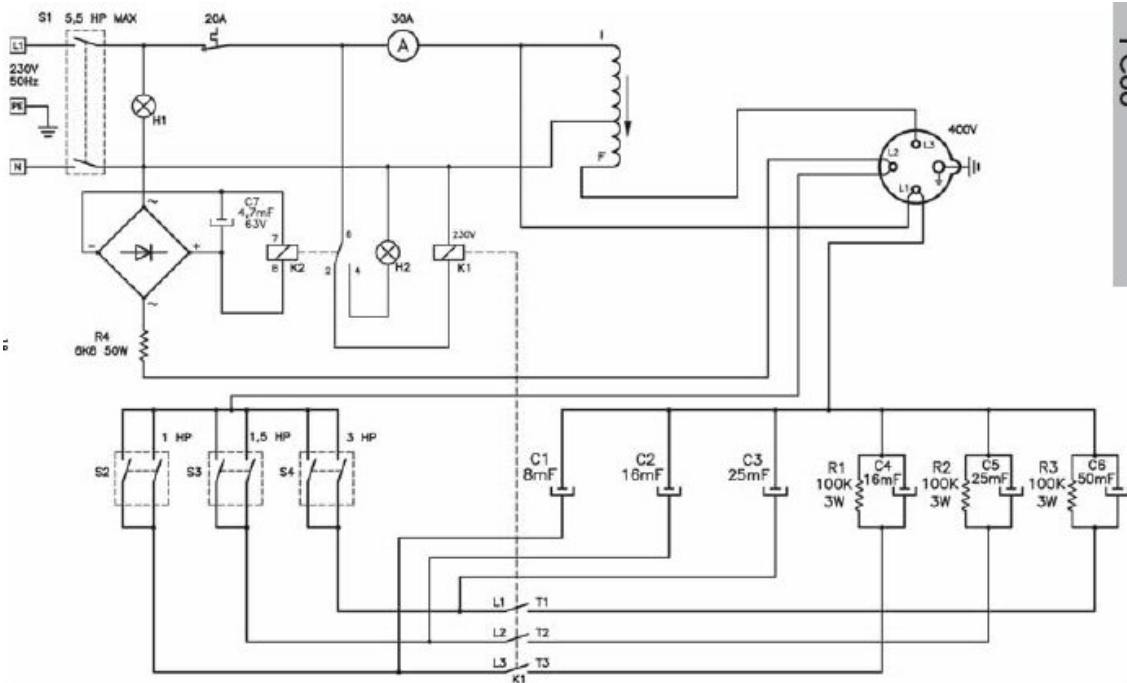 S1 5,5 HP MAX
20A
30A
L1
230V
50Hz
PE
N
H1
A
I
F
400V
L3
L2
L1
~
C7
4,7mF
63V
-
+
7
8
K2
6
2
4
H2
230V
K1
~
R4
6K6 50W
1 HP
1,5 HP
3 HP
S2
S3
S4
C1
8mF
C2
16mF
C3
25mF
R1
100K
3W
C4
16mF
R2
100K
3W
C5
25mF
R3
100K
3W
C6
50mF
L1 T1
L2 T2
L3 T3
K1